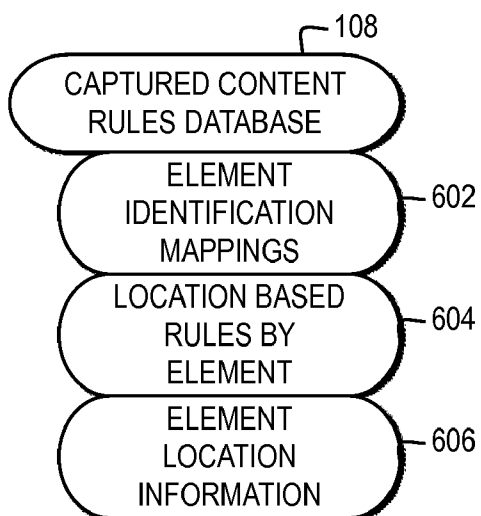 108
CAPTURED CONTENT
RULES DATABASE
ELEMENT
IDENTIFICATION
MAPPINGS
602
LOCATION BASED
RULES BY
ELEMENT
604
ELEMENT
LOCATION
INFORMATION
606